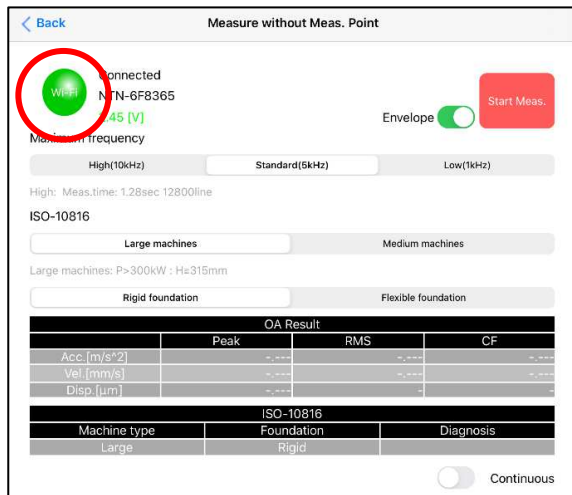 Back
Measure without Meas. Point
Wi-Fi
Connected
NTN-6F8365
.45 [V]
Envelope
Start Meas.
Maximum frequency
High(10kHz) Standard(5kHz) Low(1kHz)
High: Meas.time: 1.28sec 12800line
ISO-10816
Large machines Medium machines
Large machines: P>300kW : H≥315mm
Rigid foundation Flexible foundation
OA Result
Peak RMS CF
Acc.[m/s^2] -.--- -.--- -.---
Vel.[mm/s] -.--- -.--- -.---
Disp.[μm] -.--- - -
ISO-10816
Machine type Foundation Diagnosis
Large Rigid
Continuous